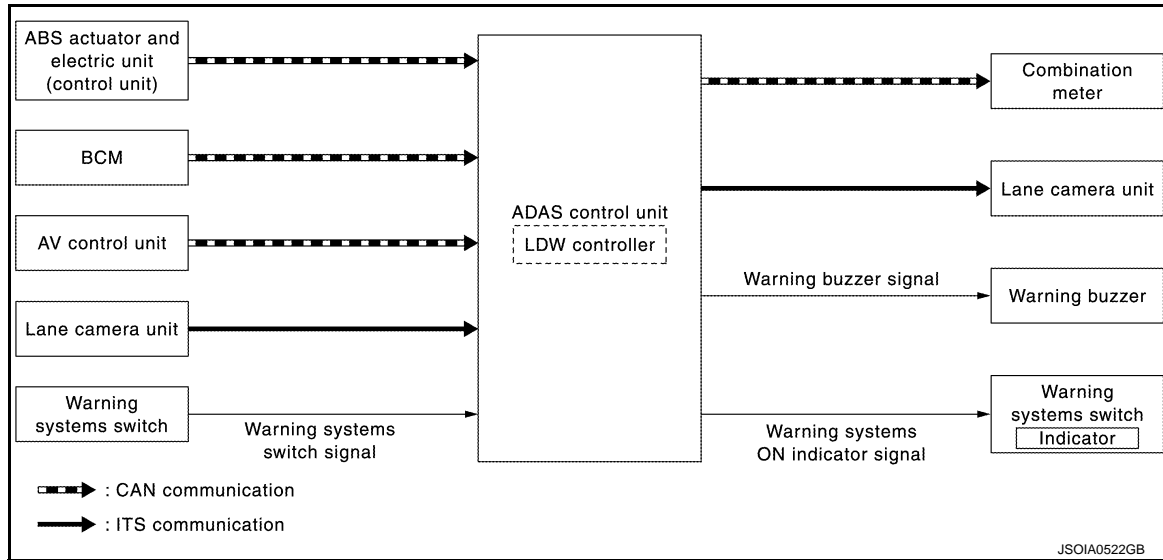 ABS actuator and
electric unit
(control unit)
BCM
AV control unit
Lane camera unit
Warning
systems switch
Warning systems
switch signal
ADAS control unit
LDW controller
Combination
meter
Lane camera unit
Warning buzzer signal
Warning buzzer
Warning systems
ON indicator signal
Warning
systems switch
Indicator
: CAN communication
: ITS communication
JSOIA0522GB